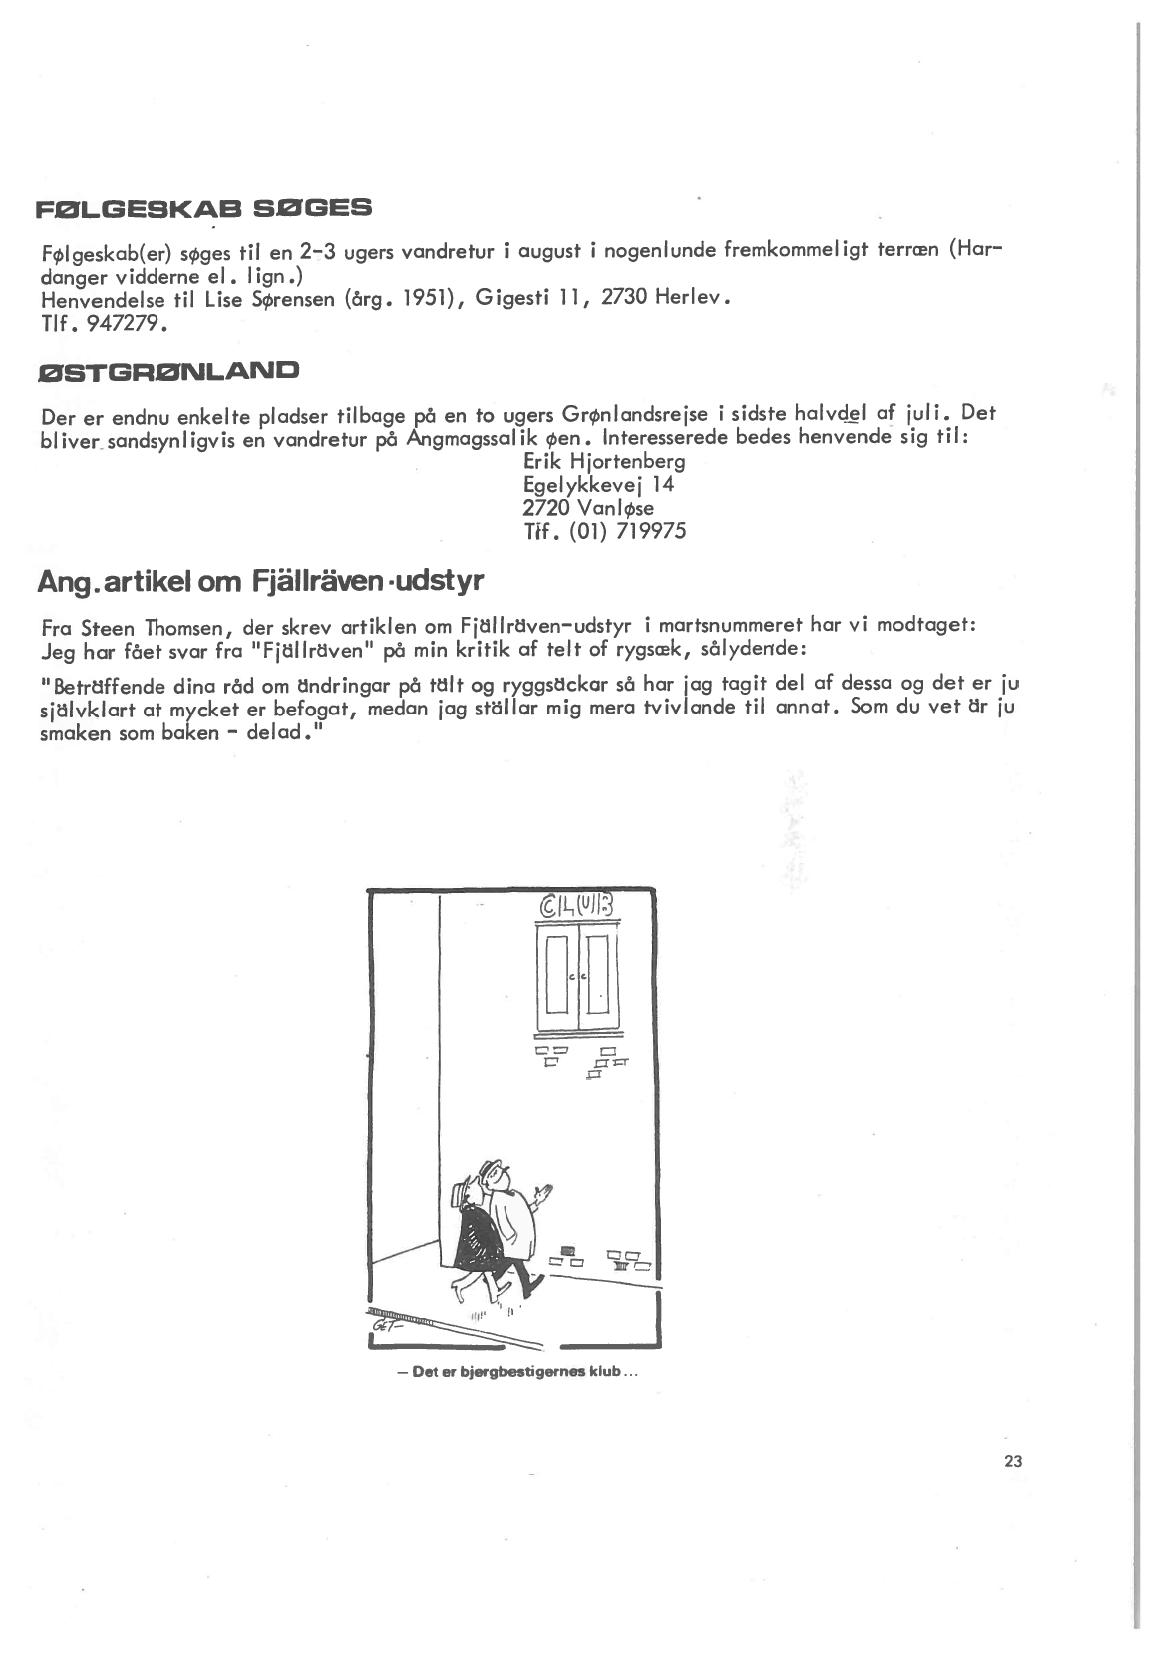 FØLGESKAB SØGES
Følgeskab(er) søges til en 2-3 ugers vandretur i august i nogenlunde fremkommeligt terræn (Har-
danger vidderne el. lign.)
Henvendelse til Lise Sørensen (årg. 1951), Gigesti 11, 2730 Herlev.
Tlf. 947279.
ØSTGRØNLAND
Der er endnu enkelte pladser tilbage på en to ugers Grønlandsrejse i sidste halvdel af juli. Det
bliver sandsynligvis en vandretur på Angmagssalik øen. Interesserede bedes henvende sig til:
Erik Hjortenberg
Egelykkevej 14
2720 Vanløse
Tlf. (01) 719975
Ang. artikel om Fjällräven-udstyr
Fra Steen Thomsen, der skrev artiklen om Fjällräven-udstyr i martsnummeret har vi modtaget:
Jeg har fået svar fra "Fjällräven" på min kritik af telt of rygsæk, sålydende:
"Beträffende dina råd om ändringar på tält og ryggsäckar så har jag tagit del af dessa og det er ju
självklart at mycket er befogat, medan jag ställar mig mera tvivlande til annat. Som du vet är ju
smaken som baken - delad."
CLUB
GET-
- Det er bjergbestigernes klub...
23